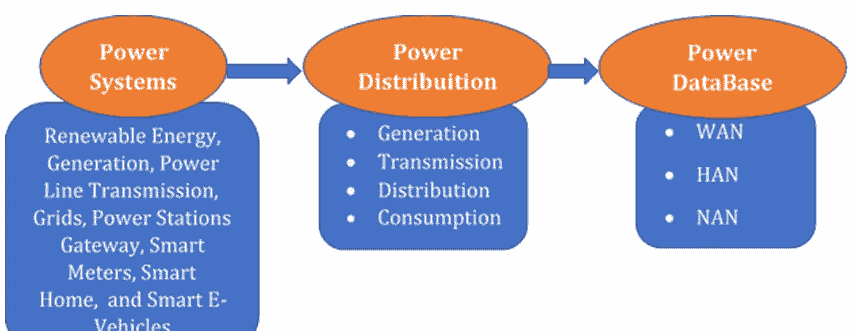 Power
Systems
Renewable Energy,
Generation, Power
Line Transmission,
Grids, Power Stations
Gateway, Smart
Meters, Smart
Home, and Smart E-
Vehicles
Power
Distribuition
• Generation
• Transmission
• Distribution
• Consumption
Power
DataBase
• WAN
• HAN
• NAN